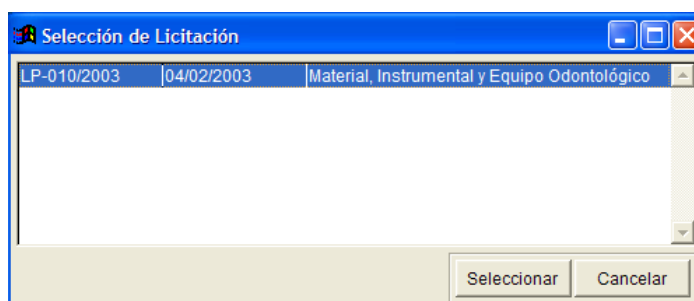 Selección de Licitación
LP-010/2003 04/02/2003 Material, Instrumental y Equipo Odontológico
Seleccionar Cancelar